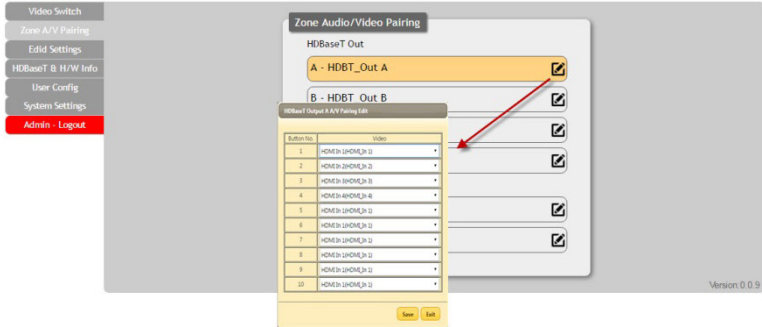 Video Switch
Zone A/V Pairing
Edid Settings
HDBaseT & H/W Info
User Config
System Settings
Admin - Logout
Zone Audio/Video Pairing
HDBaseT Out
A - HDBT_Out A
B - HDBT_Out B
HDBaseT Output A A/V Pairing Edit
Button No. Video
1 HDMI In 1(HDMI_In 1)
2 HDMI In 2(HDMI_In 2)
3 HDMI In 3(HDMI_In 3)
4 HDMI In 4(HDMI_In 4)
5 HDMI In 1(HDMI_In 1)
6 HDMI In 1(HDMI_In 1)
7 HDMI In 1(HDMI_In 1)
8 HDMI In 1(HDMI_In 1)
9 HDMI In 1(HDMI_In 1)
10 HDMI In 1(HDMI_In 1)
Save Exit
Version:0.0.9